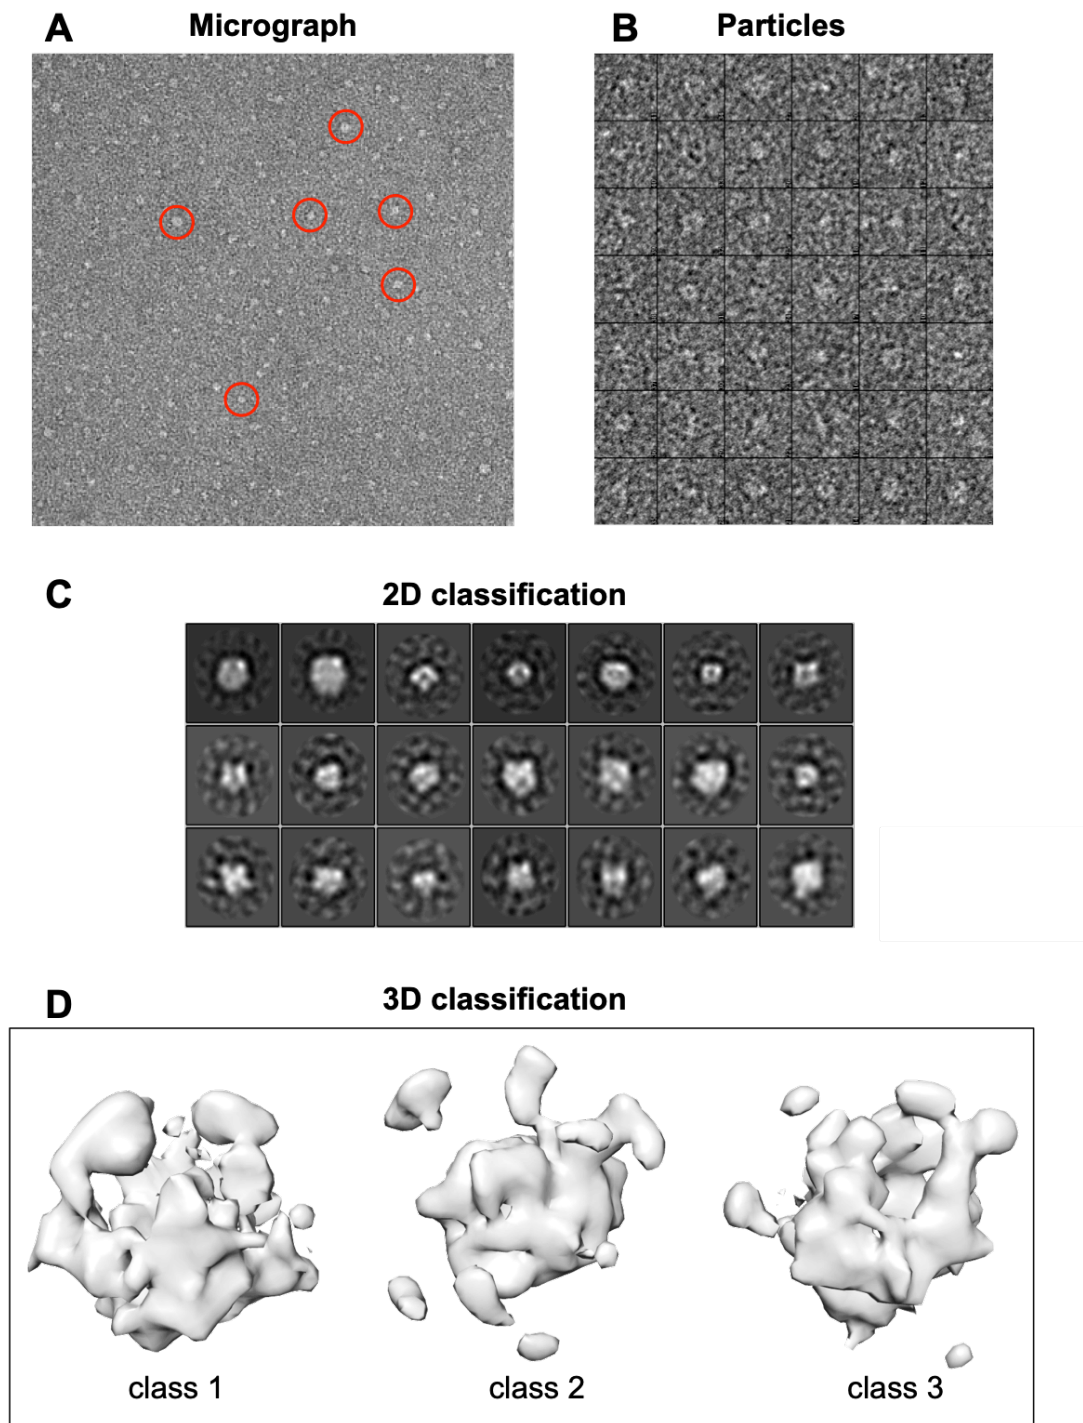 A Micrograph
B Particles
C 2D classification
D 3D classification
class 1 class 2 class 3